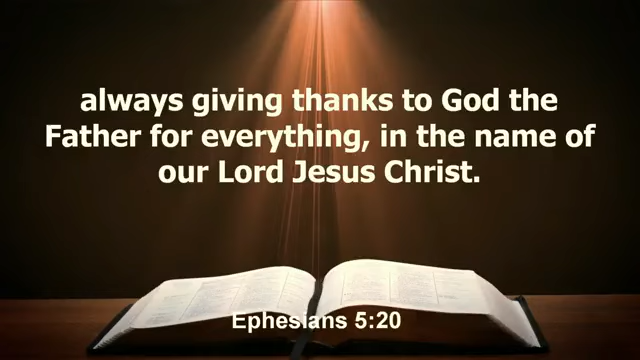 always giving thanks to God the
Father for everything, in the name of
our Lord Jesus Christ.
Ephesians 5:20